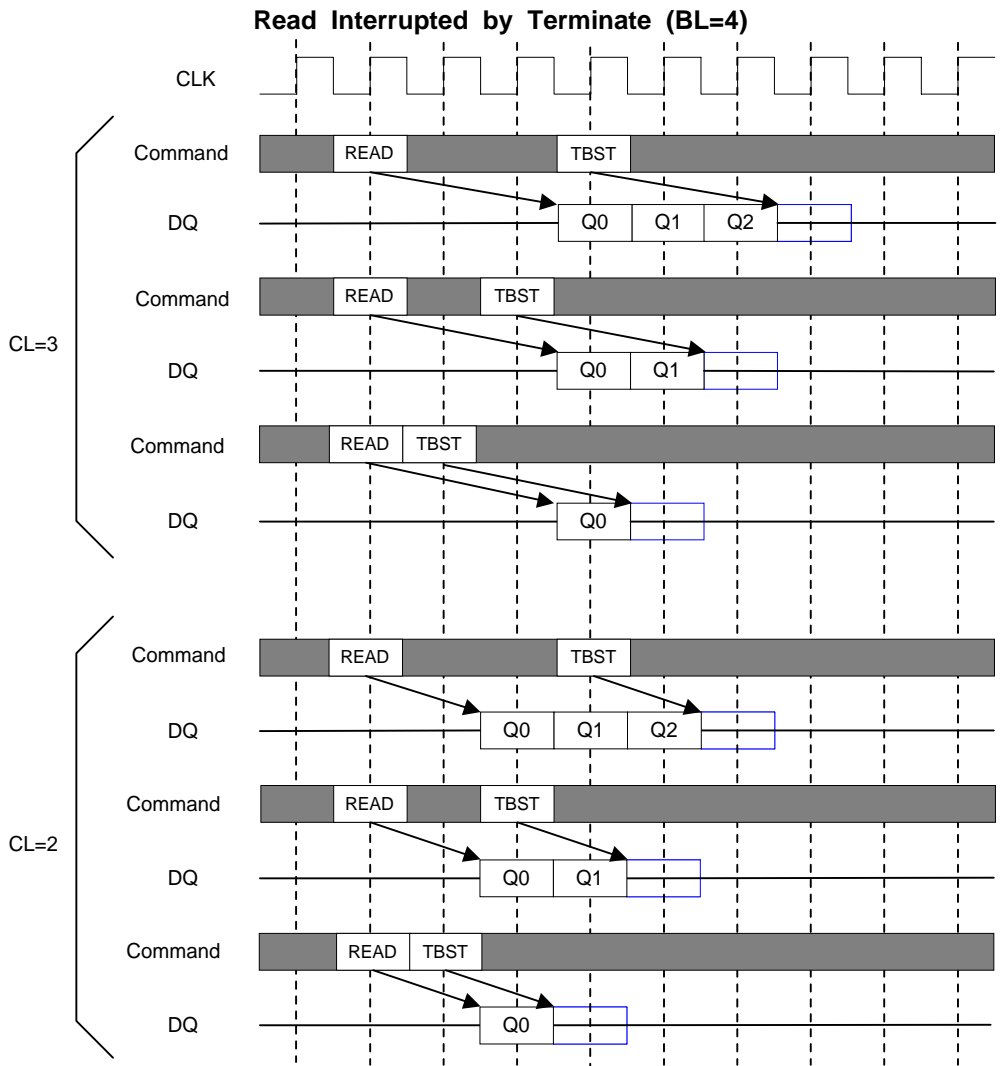 Read Interrupted by Terminate (BL=4)
CLK
Command READ TBST
DQ Q0 Q1 Q2
Command READ TBST
CL=3
DQ Q0 Q1
Command READ TBST
DQ Q0
Command READ TBST
DQ Q0 Q1 Q2
Command READ TBST
CL=2
DQ Q0 Q1
Command READ TBST
DQ Q0